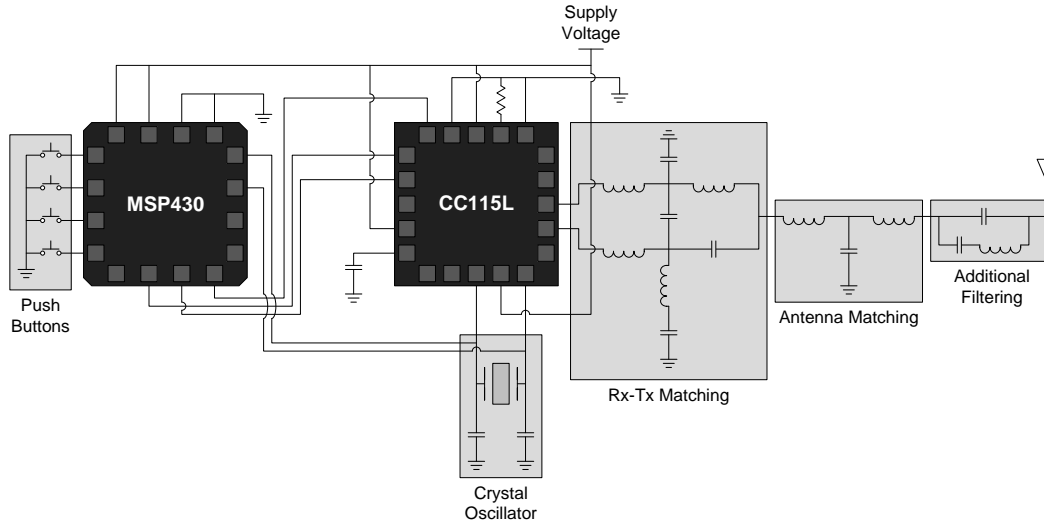 Supply
Voltage
MSP430
CC115L
Push
Buttons
Rx-Tx Matching
Antenna Matching
Additional
Filtering
Crystal
Oscillator